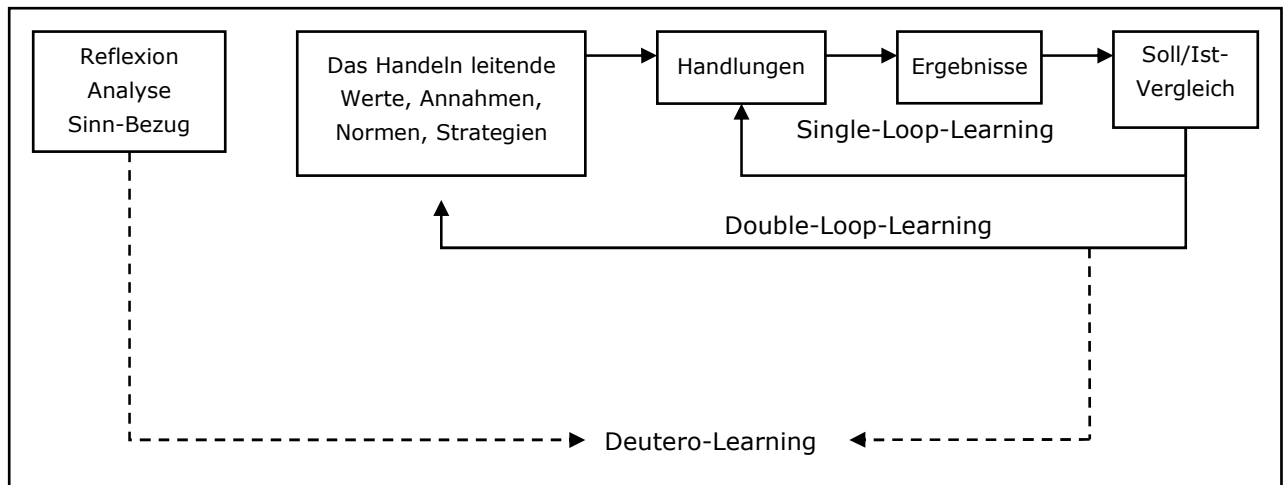 Reflexion
Analyse
Sinn-Bezug
Das Handeln leitende
Werte, Annahmen,
Normen, Strategien
Handlungen
Ergebnisse
Soll/Ist-
Vergleich
Single-Loop-Learning
Double-Loop-Learning
Deutero-Learning